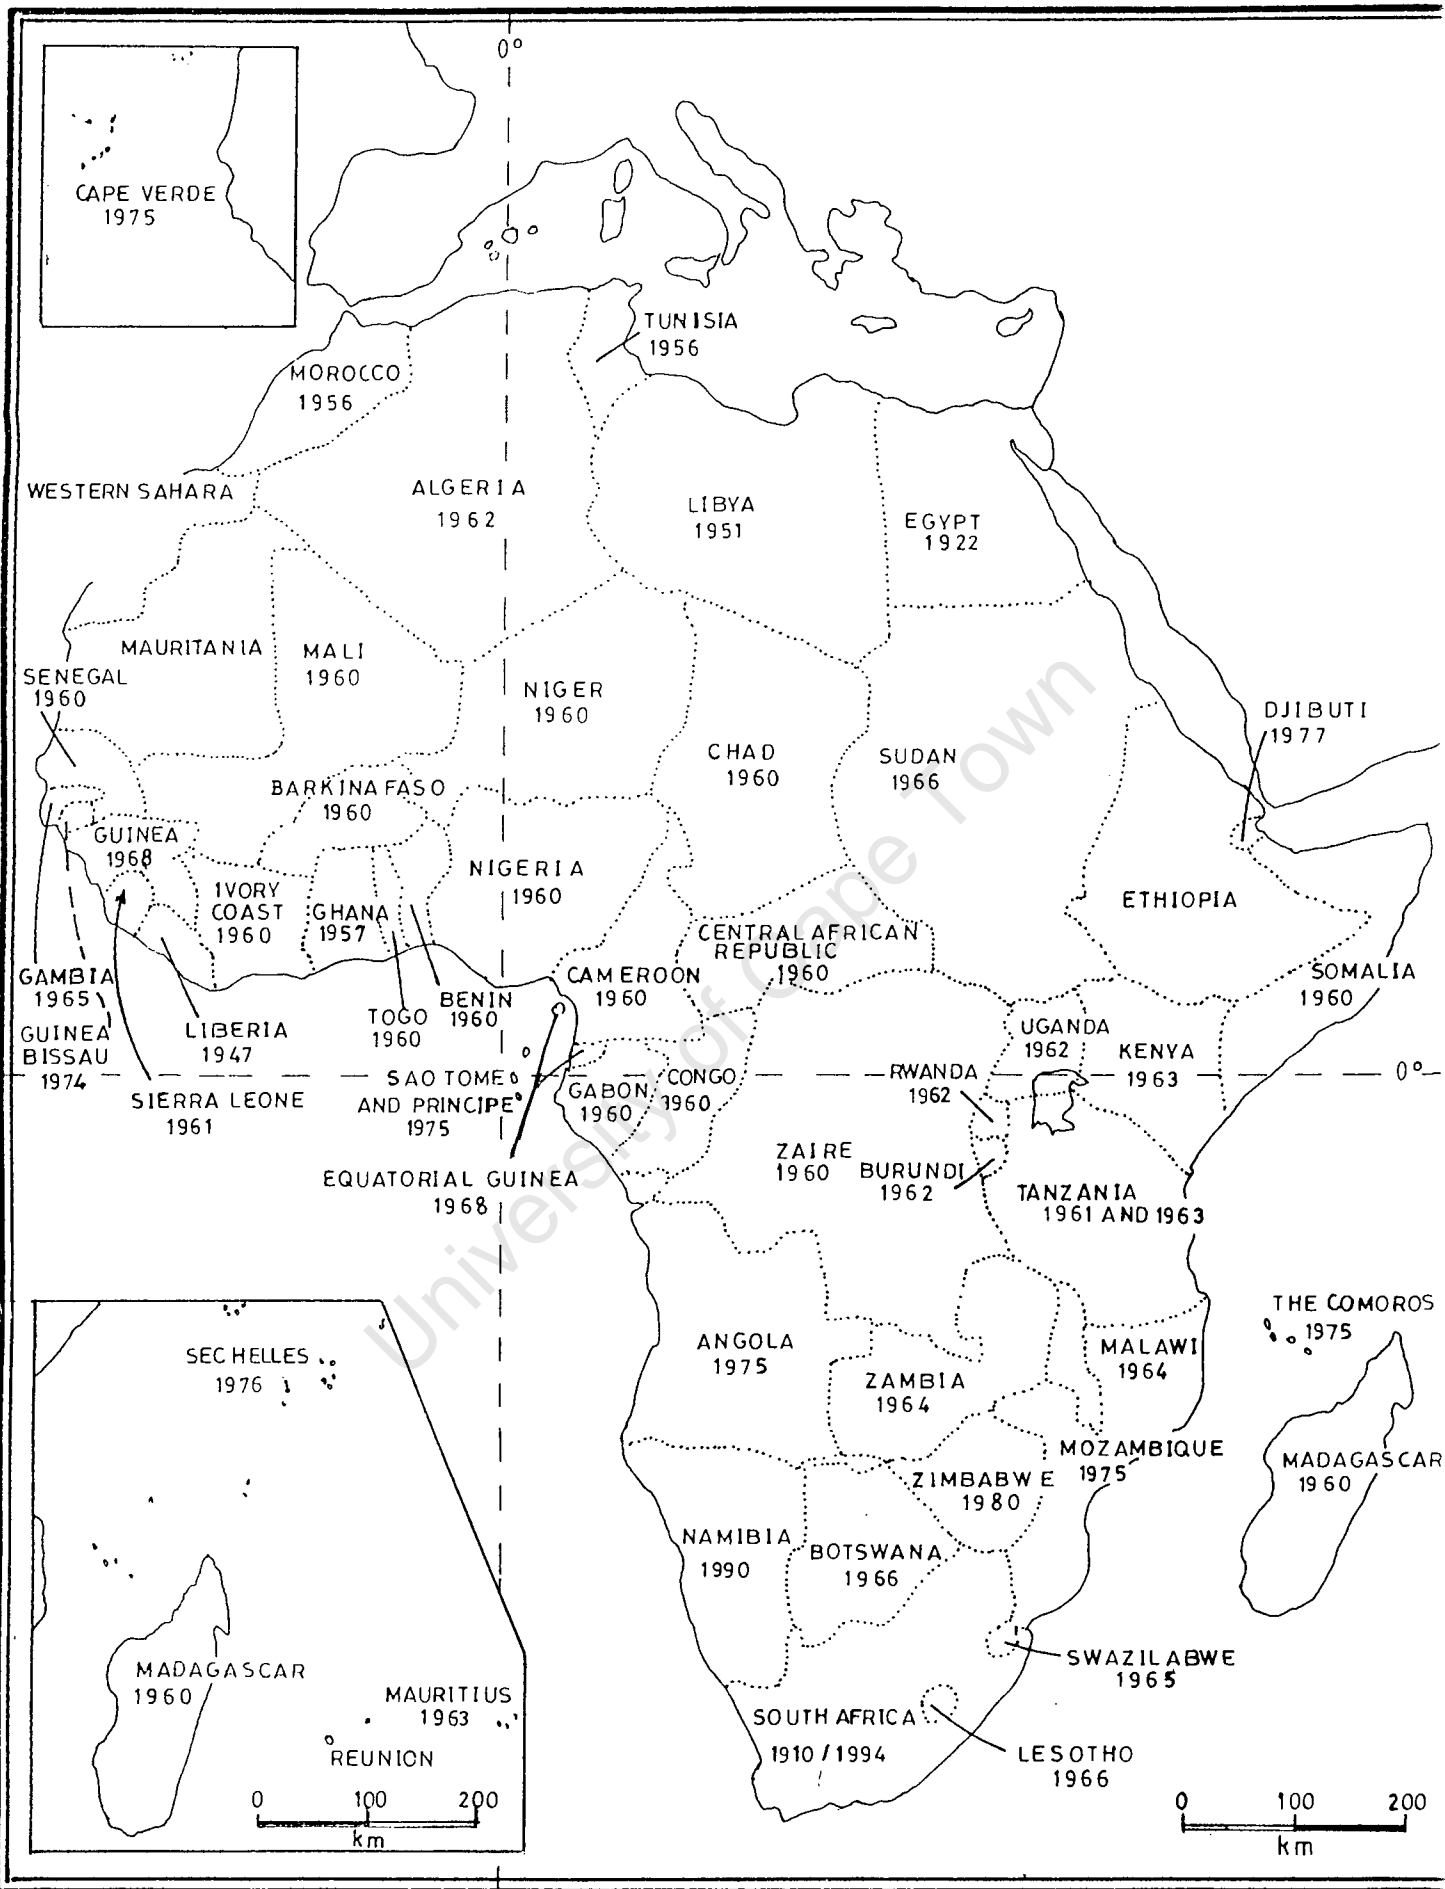 0°
CAPE VERDE
1975
TUNISIA
1956
MOROCCO
1956
WESTERN SAHARA
ALGERIA
1962
LIBYA
1951
EGYPT
1922
MAURITANIA
MALI
1960
SENEGAL
1960
NIGER
1960
CHAD
1960
SUDAN
1966
DJIBUTI
1977
BARKINA FASO
1960
GUINEA
1968
NIGERIA
1960
IVORY
COAST
1960
GHANA
1957
ETHIOPIA
CENTRAL AFRICAN
REPUBLIC
1960
GAMBIA
1965
CAMEROON
1960
SOMALIA
1960
BENIN
1960
TOGO
1960
GUINEA
BISSAU
1974
LIBERIA
1947
UGANDA
1962
KENYA
1963
0°
RWANDA
1962
SAO TOME
AND PRINCIPE
1975
GABON
1960
CONGO
1960
SIERRA LEONE
1961
ZAIRE
1960
BURUNDI
1962
EQUATORIAL GUINEA
1968
TANZANIA
1961 AND 1963
THE COMOROS
1975
ANGOLA
1975
MALAWI
1964
SECHELLES
1976
ZAMBIA
1964
MOZAMBIQUE
1975
MADAGASCAR
1960
ZIMBABWE
1980
NAMIBIA
1990
BOTSWANA
1966
SWAZILABWE
1965
MADAGASCAR
1960
MAURITIUS
1963
REUNION
SOUTH AFRICA
1910 / 1994
LESOTHO
1966
0 100 200
km
0 100 200
km
University of Cape Town